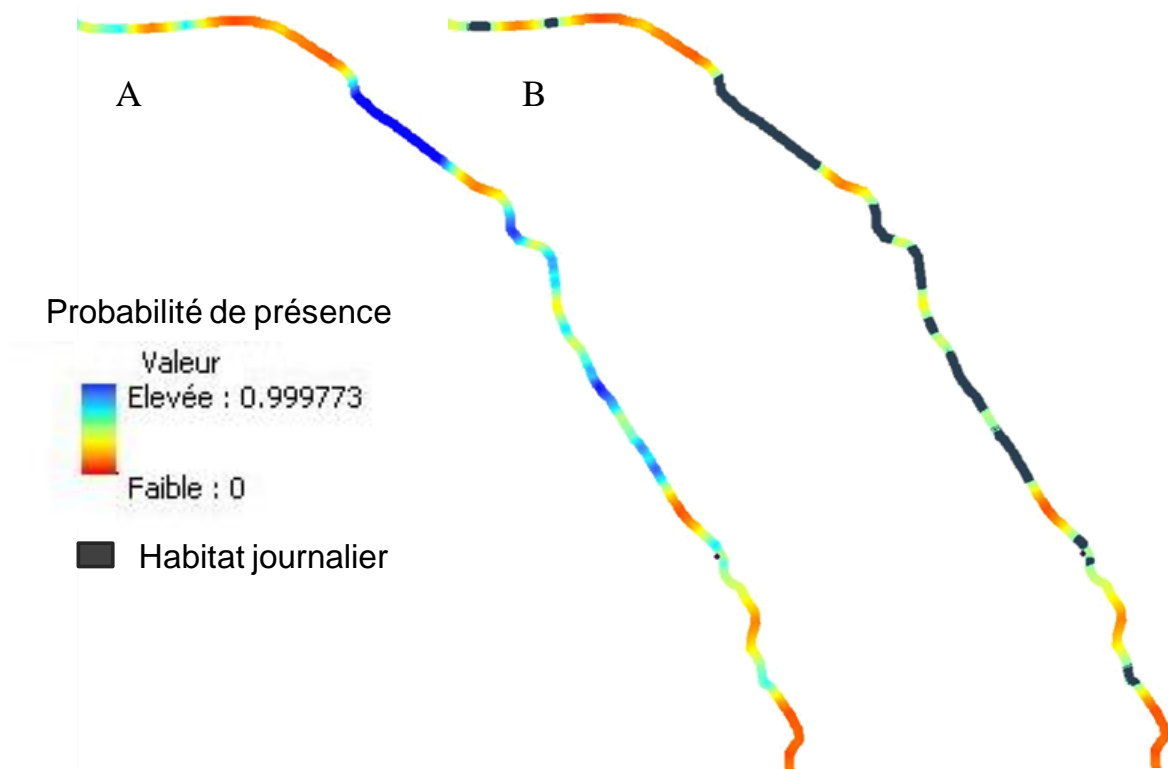 A
B
Probabilité de présence
Valeur
Elevée : 0.999773
Faible : 0
Habitat journalier